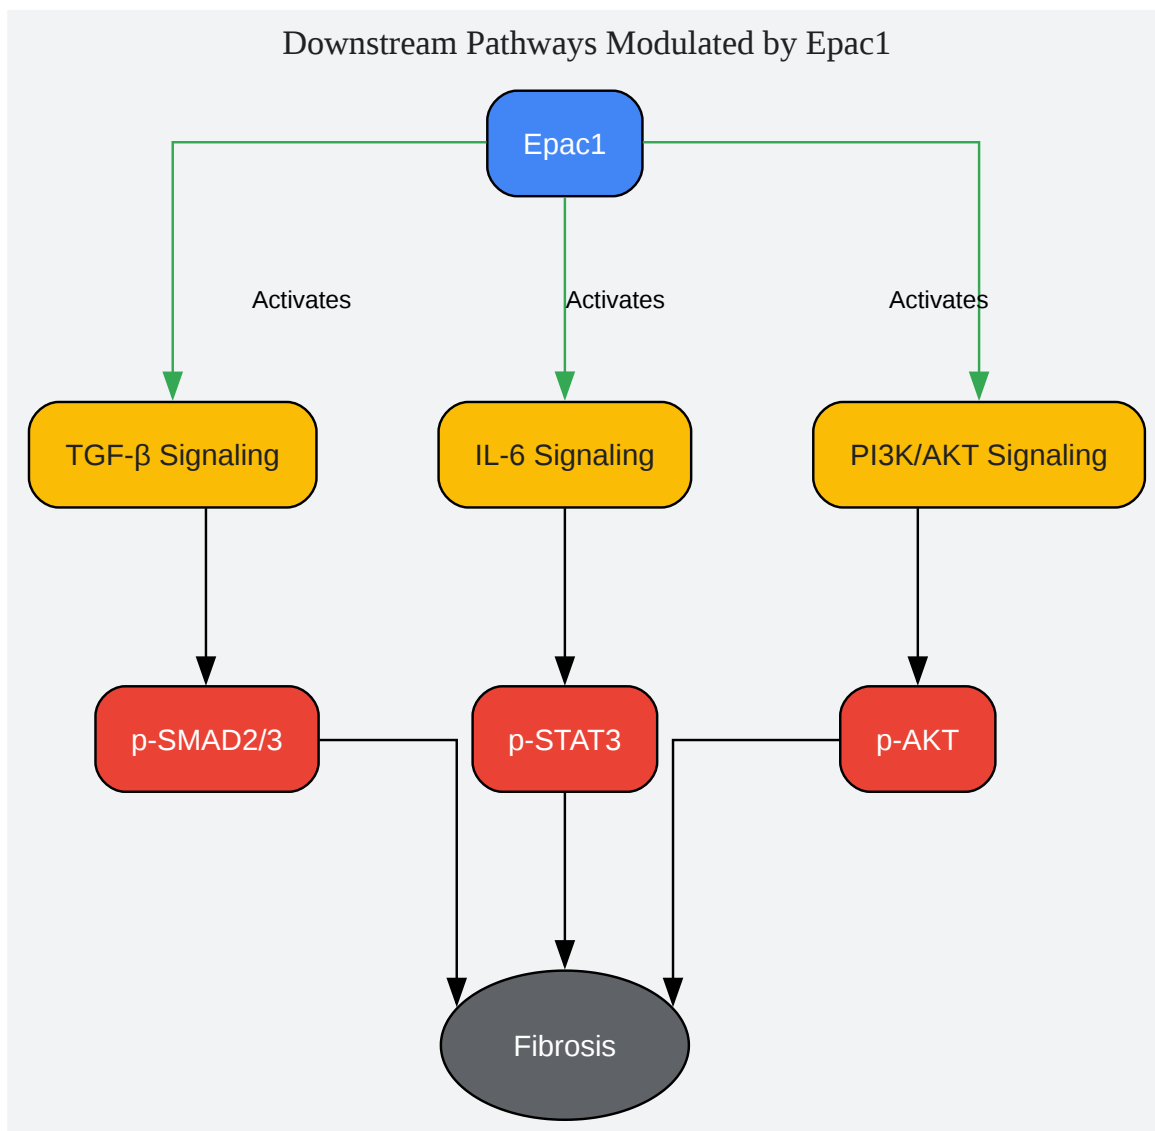 Downstream Pathways Modulated by Epac1
Epac1
Activates
Activates
Activates
TGF-β Signaling
IL-6 Signaling
PI3K/AKT Signaling
p-SMAD2/3
p-STAT3
p-AKT
Fibrosis